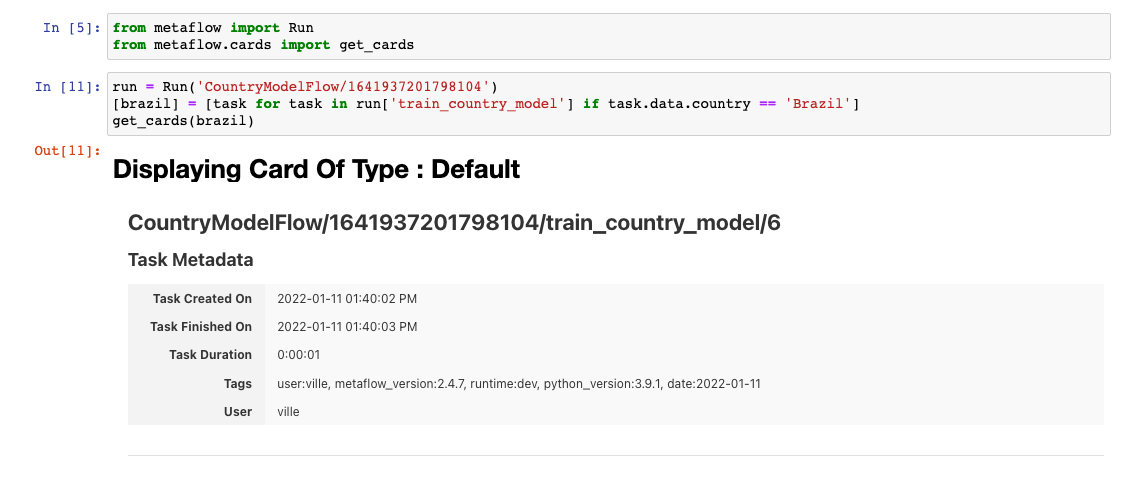 In [5]: from metaflow import Run
from metaflow.cards import get_cards
In [11]: run = Run('CountryModelFlow/1641937201798104')
[brazil] = [task for task in run['train_country_model'] if task.data.country == 'Brazil']
get_cards(brazil)
Out[11]:
Displaying Card Of Type : Default
CountryModelFlow/1641937201798104/train_country_model/6
Task Metadata
Task Created On 2022-01-11 01:40:02 PM
Task Finished On 2022-01-11 01:40:03 PM
Task Duration 0:00:01
Tags user:ville, metaflow_version:2.4.7, runtime:dev, python_version:3.9.1, date:2022-01-11
User ville